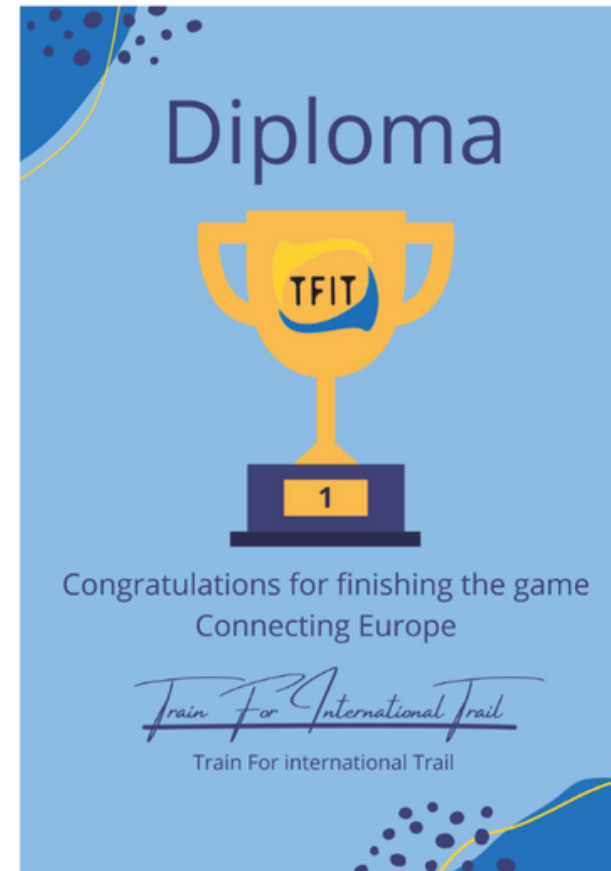 Diploma
TFIT
1
Congratulations for finishing the game
Connecting Europe
Train For International Trail
Train For international Trail